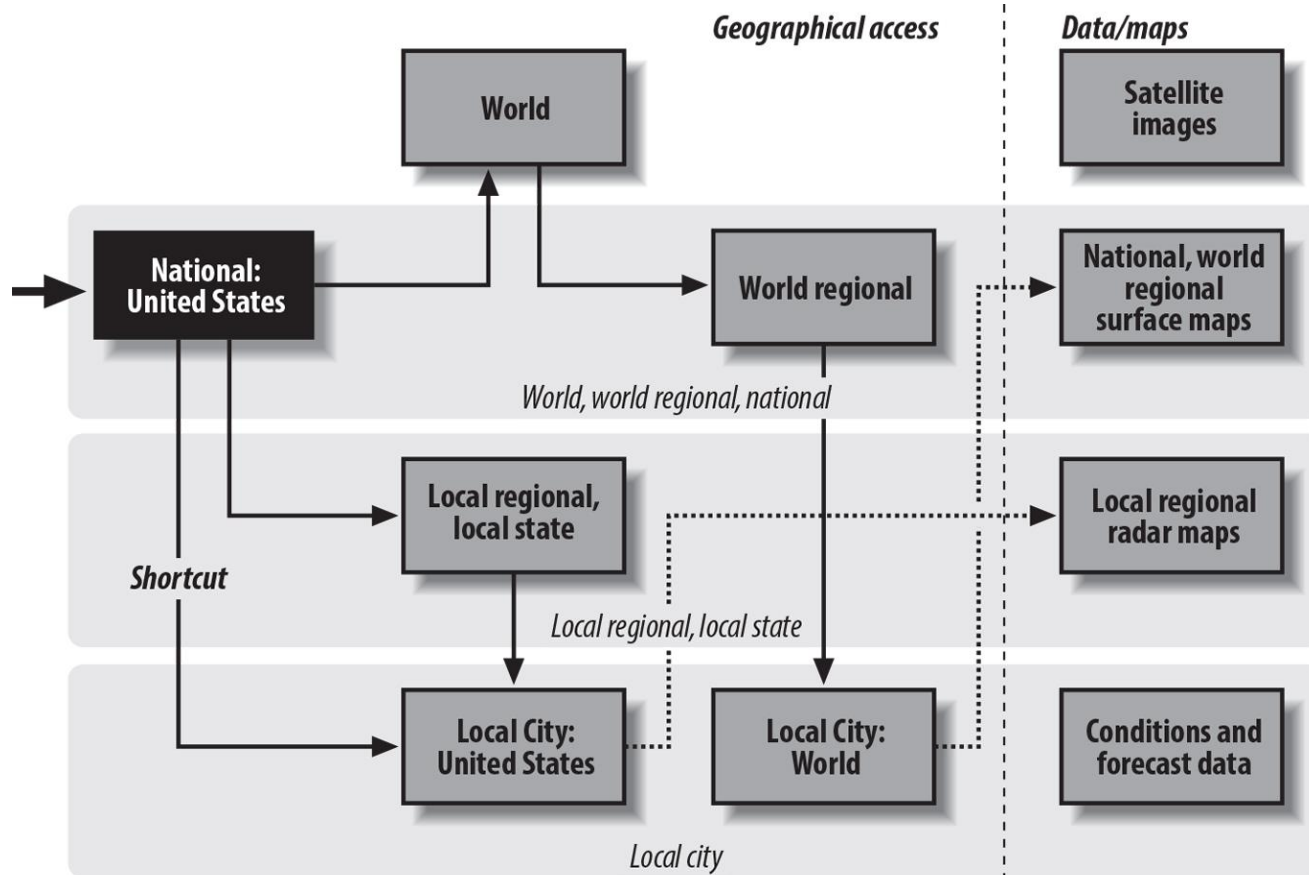 Geographical access
Data/maps
World
Satellite
images
National:
United States
World regional
National, world
regional
surface maps
World, world regional, national
Local regional,
local state
Local regional
radar maps
Shortcut
Local regional, local state
Local City:
United States
Local City:
World
Conditions and
forecast data
Local city